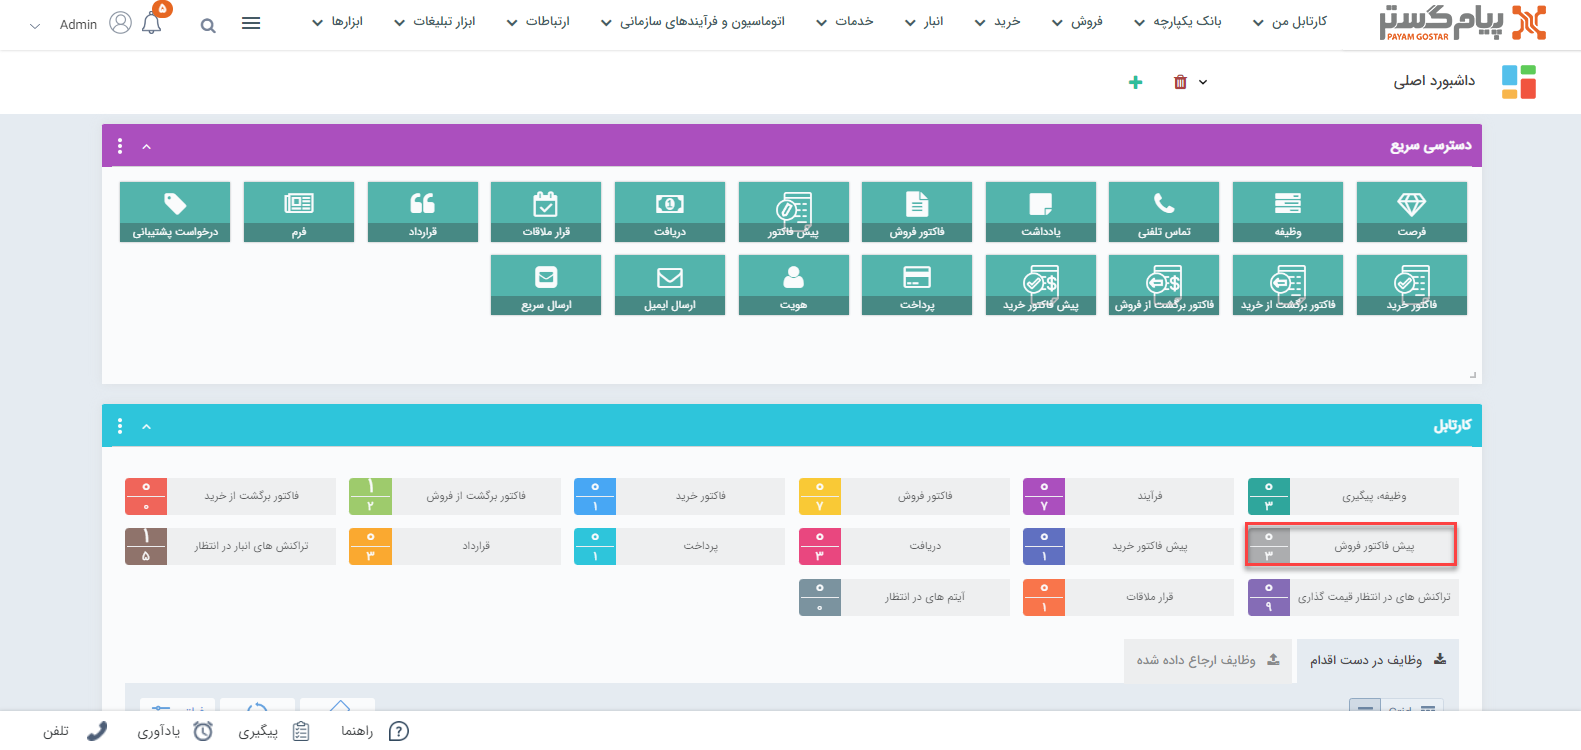 پیام گستر
PAYAM GOSTAR
کارتابل من
بانک یکپارچه
فروش
خرید
انبار
خدمات
اتوماسیون و فرآیندهای سازمانی
ارتباطات
ابزار تبلیغات
ابزارها
۵
Admin
داشبورد اصلی
دسترسی سریع
فرصت
وظیفه
تماس تلفنی
یادداشت
فاکتور فروش
پیش فاکتور
دریافت
قرار ملاقات
قرارداد
فرم
درخواست پشتیبانی
فاکتور خرید
فاکتور برگشت از خرید
فاکتور برگشت از فروش
پیش فاکتور خرید
پرداخت
هویت
ارسال ایمیل
ارسال سریع
کارتابل
وظیفه، پیگیری
۰
۳
فرآیند
۰
۷
فاکتور فروش
۰
۷
فاکتور خرید
۰
۱
فاکتور برگشت از فروش
۱
۲
فاکتور برگشت از خرید
۰
۰
پیش فاکتور فروش
۰
۳
پیش فاکتور خرید
۰
۱
دریافت
۰
۳
پرداخت
۰
۱
قرارداد
۰
۳
تراکنش های انبار در انتظار
۱
۵
تراکنش های در انتظار قیمت گذاری
۰
۹
قرار ملاقات
۰
۱
آیتم های در انتظار
۰
۰
وظایف در دست اقدام
وظایف ارجاع داده شده
Grid
راهنما
پیگیری
یادآوری
تلفن